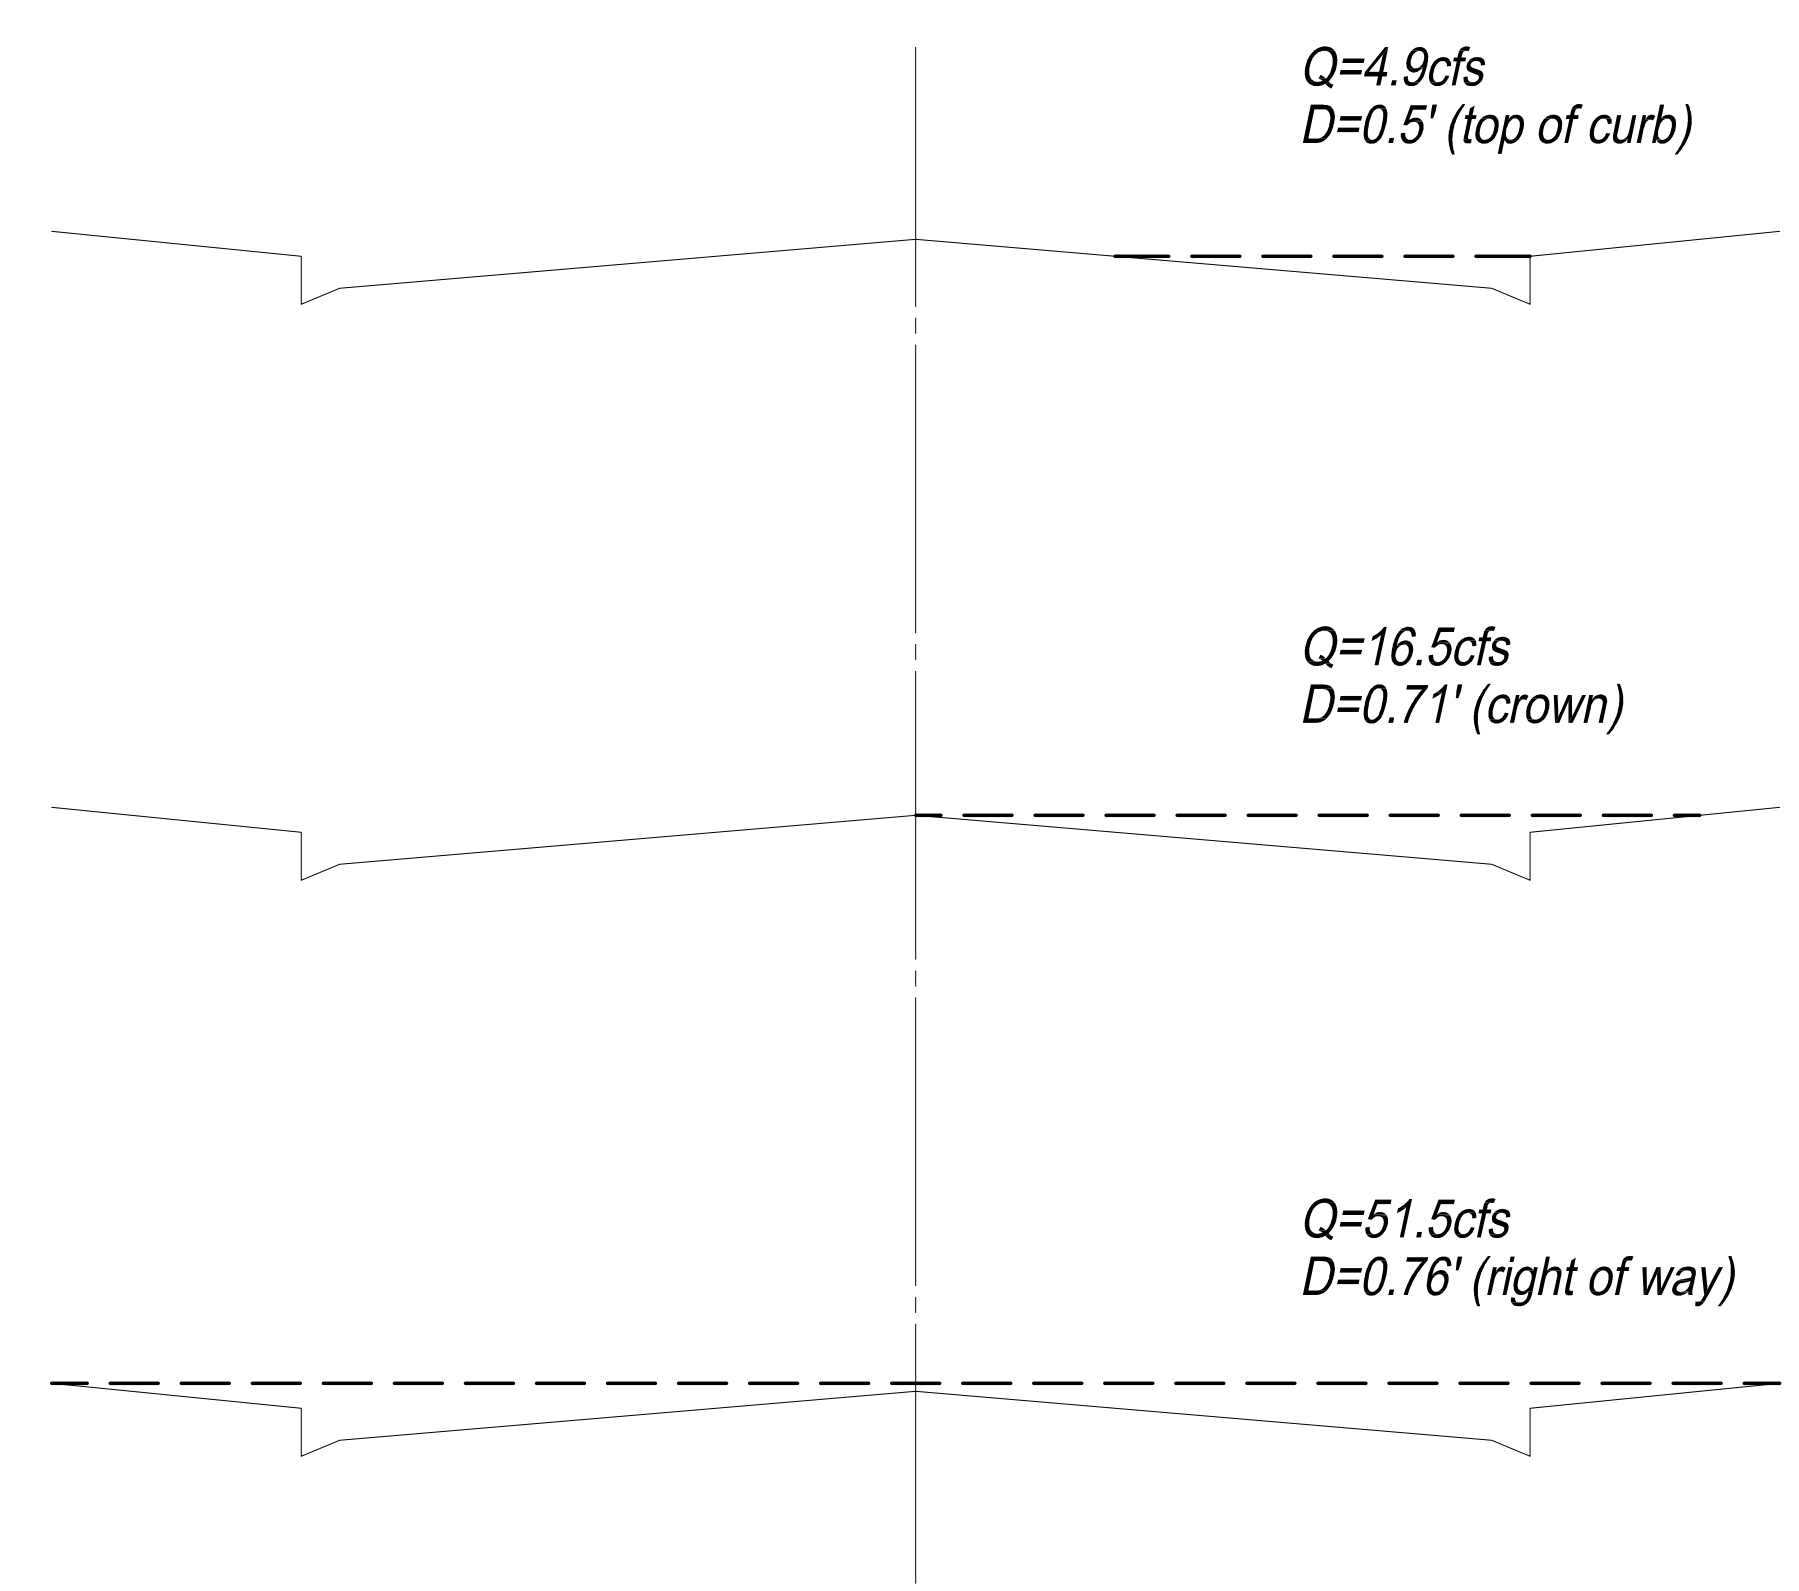 Q=4.9cfs
D=0.5' (top of curb)
Q=16.5cfs
D=0.71' (crown)
Q=51.5cfs
D=0.76' (right of way)